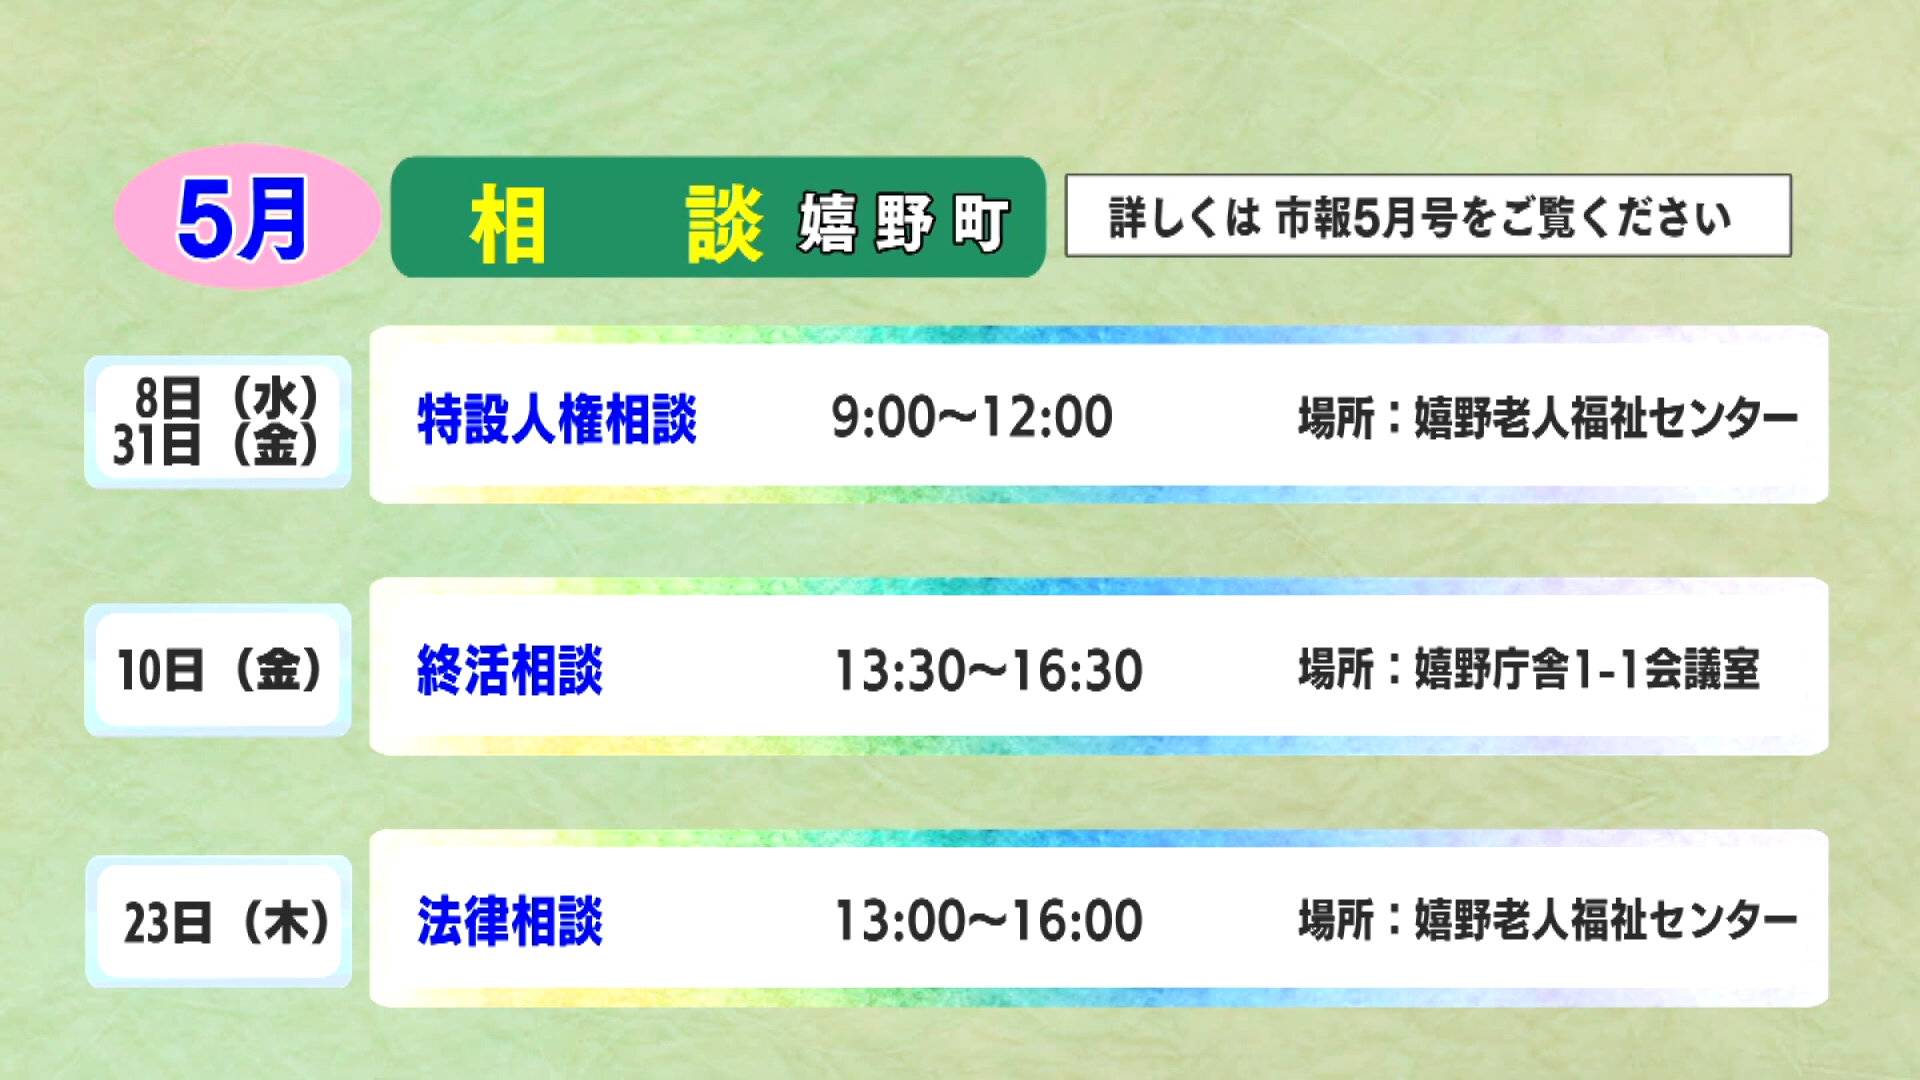 5月
相談 嬉野町
詳しくは 市報5月号をご覧ください
8日（水）
31日（金）
特設人権相談 9:00～12:00 場所：嬉野老人福祉センター
10日（金）
終活相談 13:30～16:30 場所：嬉野庁舎1-1会議室
23日（木）
法律相談 13:00～16:00 場所：嬉野老人福祉センター